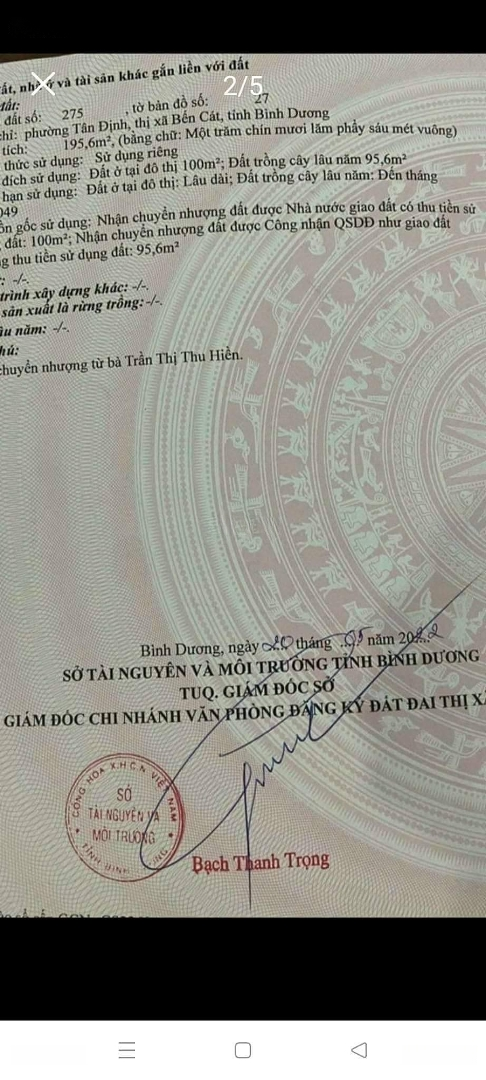 ất, nhà ở và tài sản khác gắn liền với đất
2/5
đất:
đất số: 275 , tờ bản đồ số: 27
chỉ: phường Tân Định, thị xã Bến Cát, tỉnh Bình Dương
tích: 195,6m², (bằng chữ: Một trăm chín mươi lăm phẩy sáu mét vuông)
thức sử dụng: Sử dụng riêng
đích sử dụng: Đất ở tại đô thị 100m²; Đất trồng cây lâu năm 95,6m²
hạn sử dụng: Đất ở tại đô thị: Lâu dài; Đất trồng cây lâu năm: Đến tháng
049
ồn gốc sử dụng: Nhận chuyển nhượng đất được Nhà nước giao đất có thu tiền sử
đất: 100m²; Nhận chuyển nhượng đất được Công nhận QSDĐ như giao đất
g thu tiền sử dụng đất: 95,6m²
: -/-.
trình xây dựng khác: -/-.
sản xuất là rừng trồng: -/-.
âu năm: -/-.
hú:
chuyển nhượng từ bà Trần Thị Thu Hiền.
Bình Dương, ngày 20 tháng 05 năm 2022
SỞ TÀI NGUYÊN VÀ MÔI TRƯỜNG TỈNH BÌNH DƯƠNG
TUQ. GIÁM ĐỐC SỞ
GIÁM ĐỐC CHI NHÁNH VĂN PHÒNG ĐĂNG KÝ ĐẤT ĐAI THỊ X
CỘNG HÒA X.H.C.N VIỆT NAM
SỞ
TÀI NGUYÊN VÀ
MÔI TRƯỜNG
Bạch Thanh Trọng